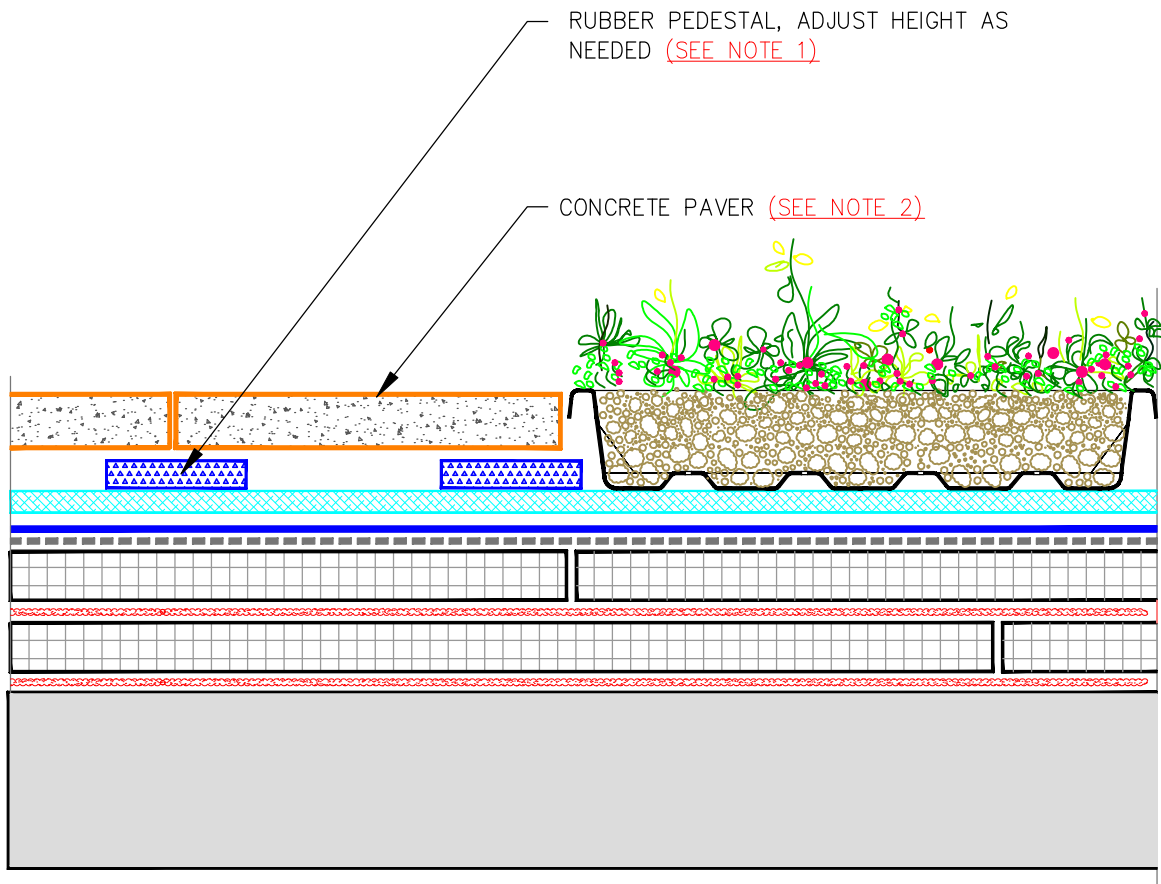 RUBBER PEDESTAL, ADJUST HEIGHT AS
NEEDED (SEE NOTE 1)
CONCRETE PAVER (SEE NOTE 2)